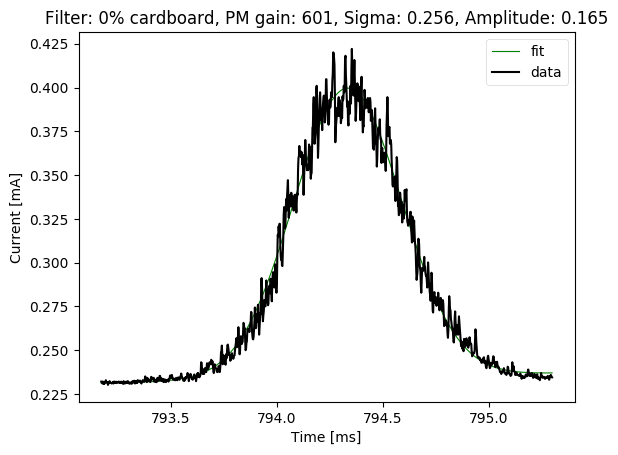 Filter: 0% cardboard, PM gain: 601, Sigma: 0.256, Amplitude: 0.165
fit
data
0.425
0.400
0.375
0.350
0.325
0.300
0.275
0.250
0.225
Current [mA]
793.5 794.0 794.5 795.0
Time [ms]